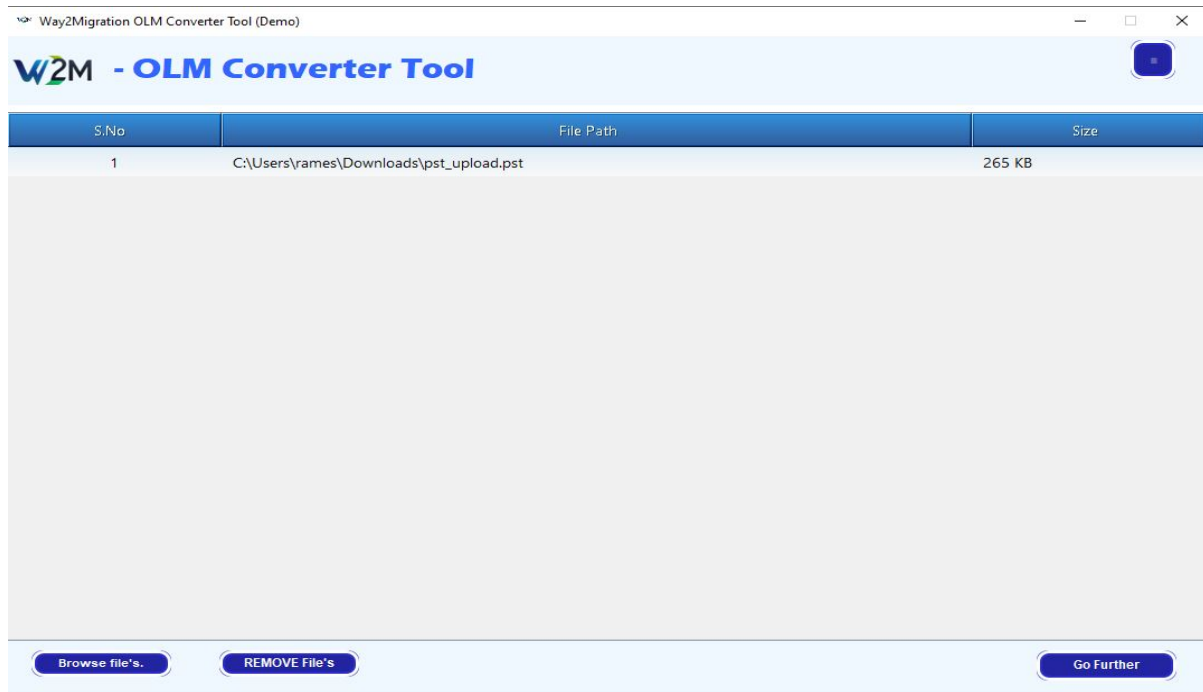 Way2Migration OLM Converter Tool (Demo)
W2M - OLM Converter Tool
S.No File Path Size
1 C:\Users\rames\Downloads\pst_upload.pst 265 KB
Browse file's. REMOVE File's Go Further